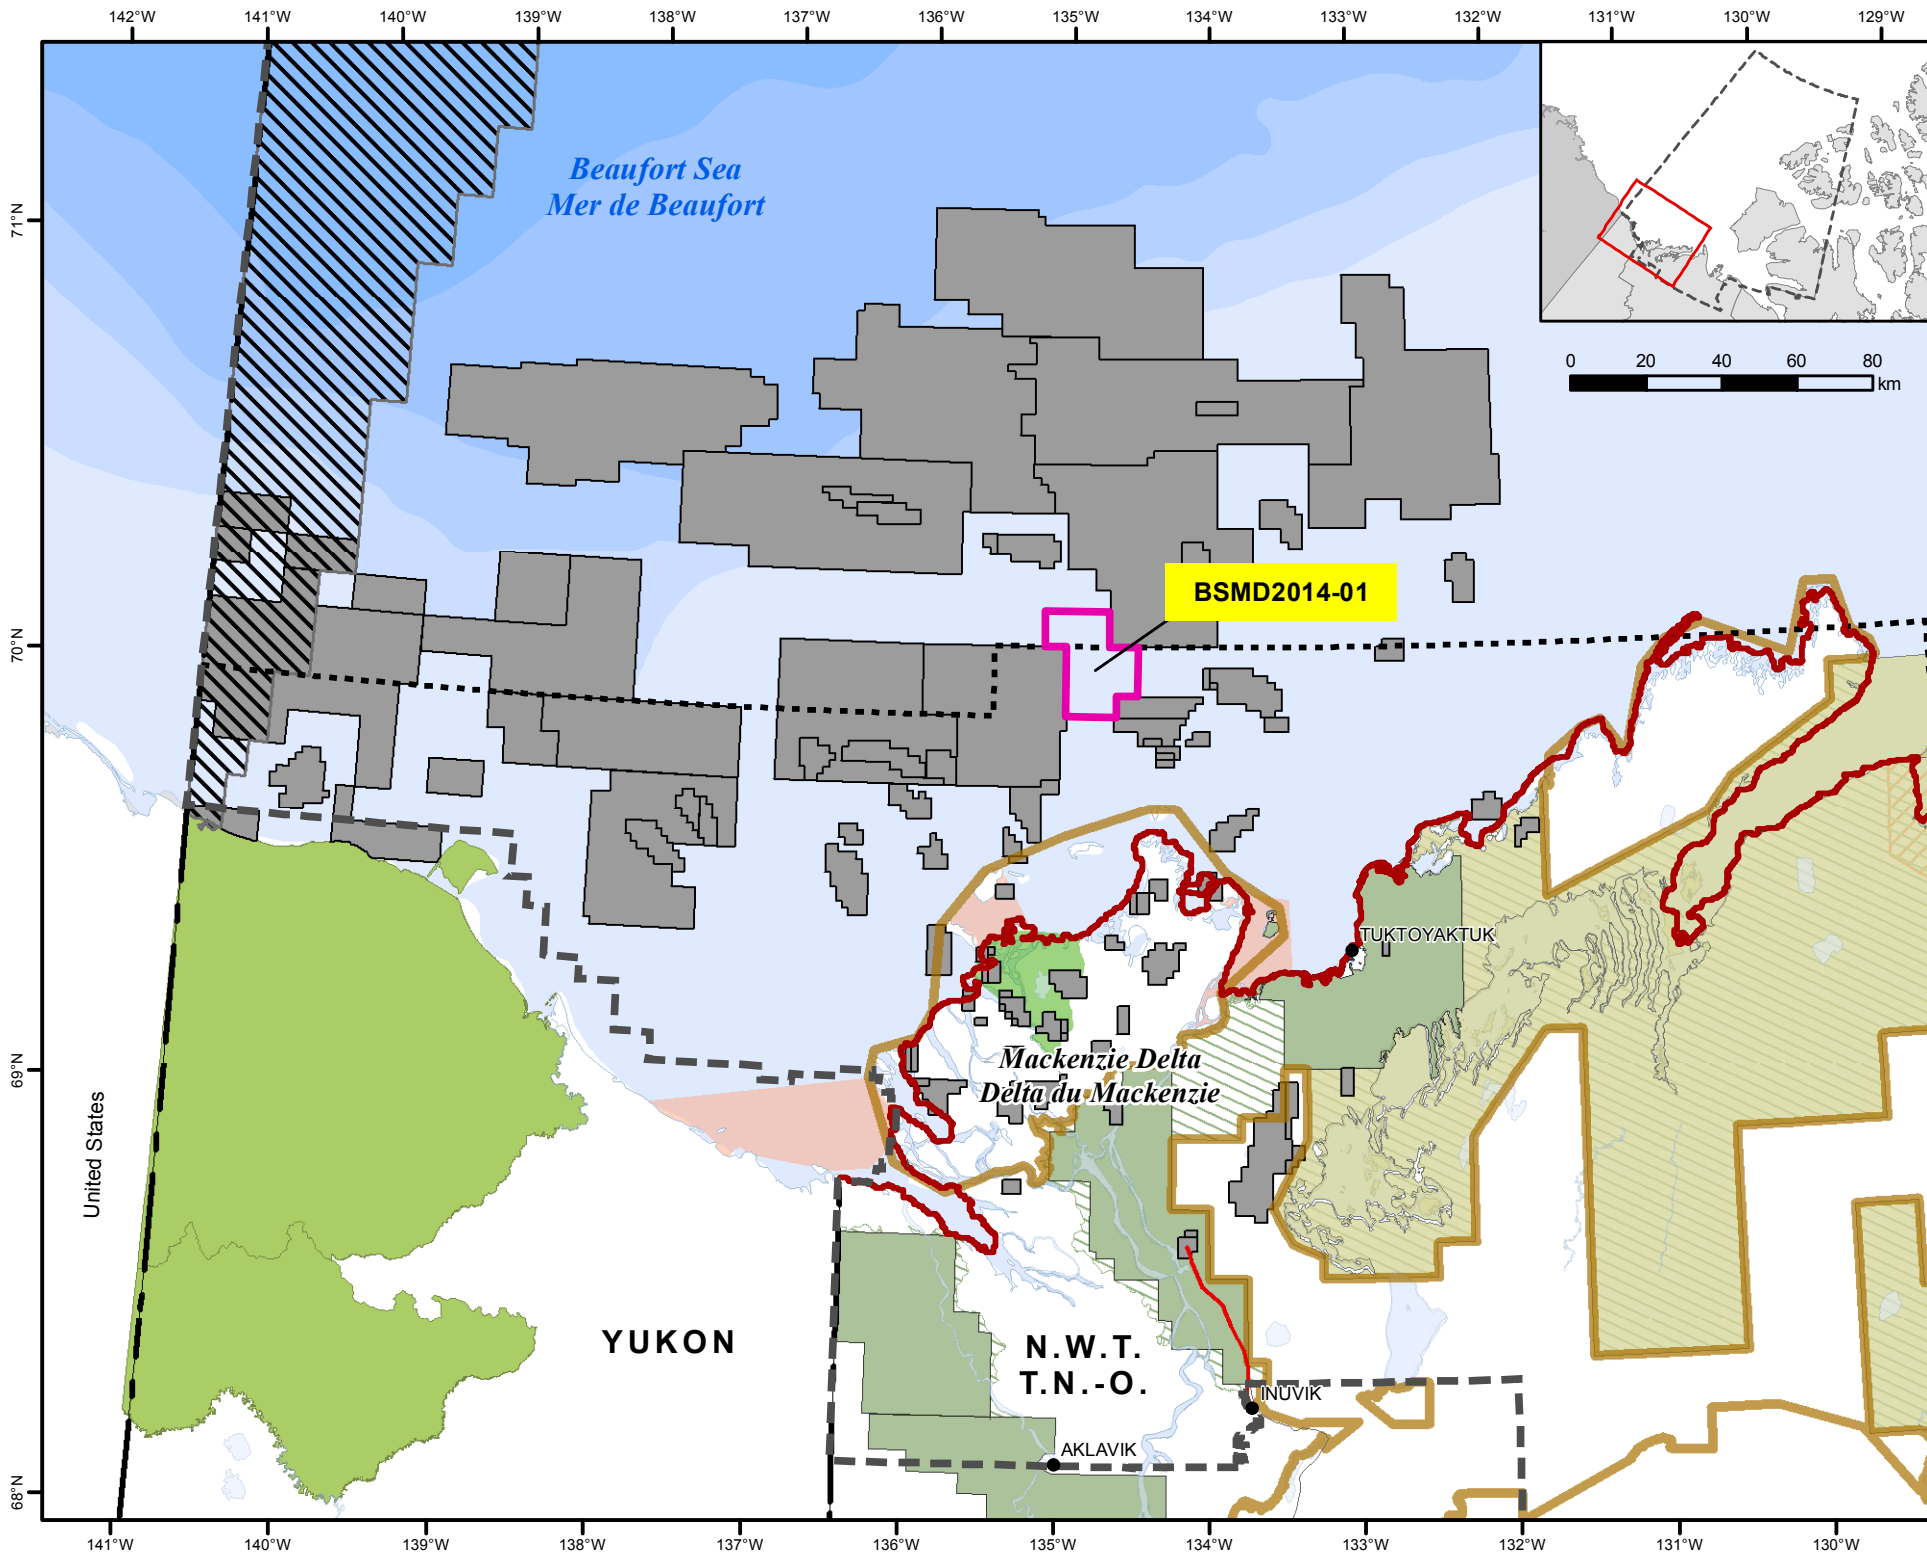 142°W 141°W 140°W 139°W 138°W 137°W 136°W 135°W 134°W 133°W 132°W 131°W 130°W 129°W
Beaufort Sea
Mer de Beaufort
71°N
0 20 40 60 80
km
BSMD2014-01
70°N
TUKTOYAKTUK
Mackenzie Delta
Delta du Mackenzie
69°N
United States
YUKON
N.W.T.
T.N.-O.
INUVIK
AKLAVIK
68°N
141°W 140°W 139°W 138°W 137°W 136°W 135°W 134°W 133°W 132°W 131°W 130°W